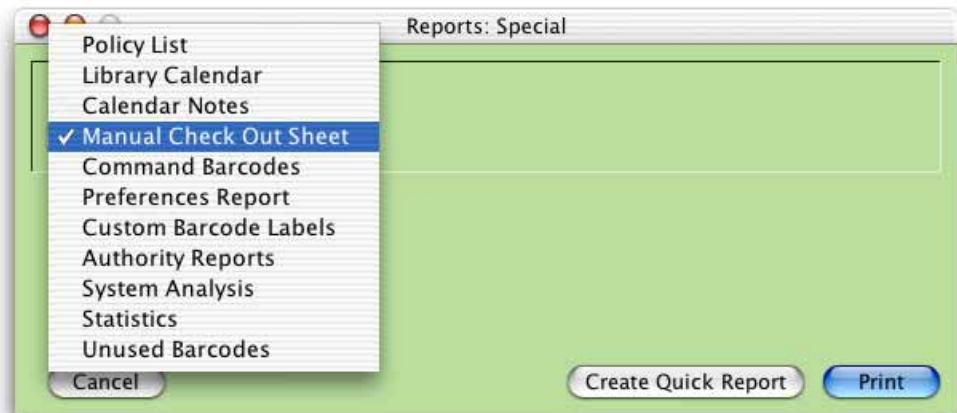 Reports: Special
Policy List
Library Calendar
Calendar Notes
✓ Manual Check Out Sheet
Command Barcodes
Preferences Report
Custom Barcode Labels
Authority Reports
System Analysis
Statistics
Unused Barcodes
Cancel
Create Quick Report
Print